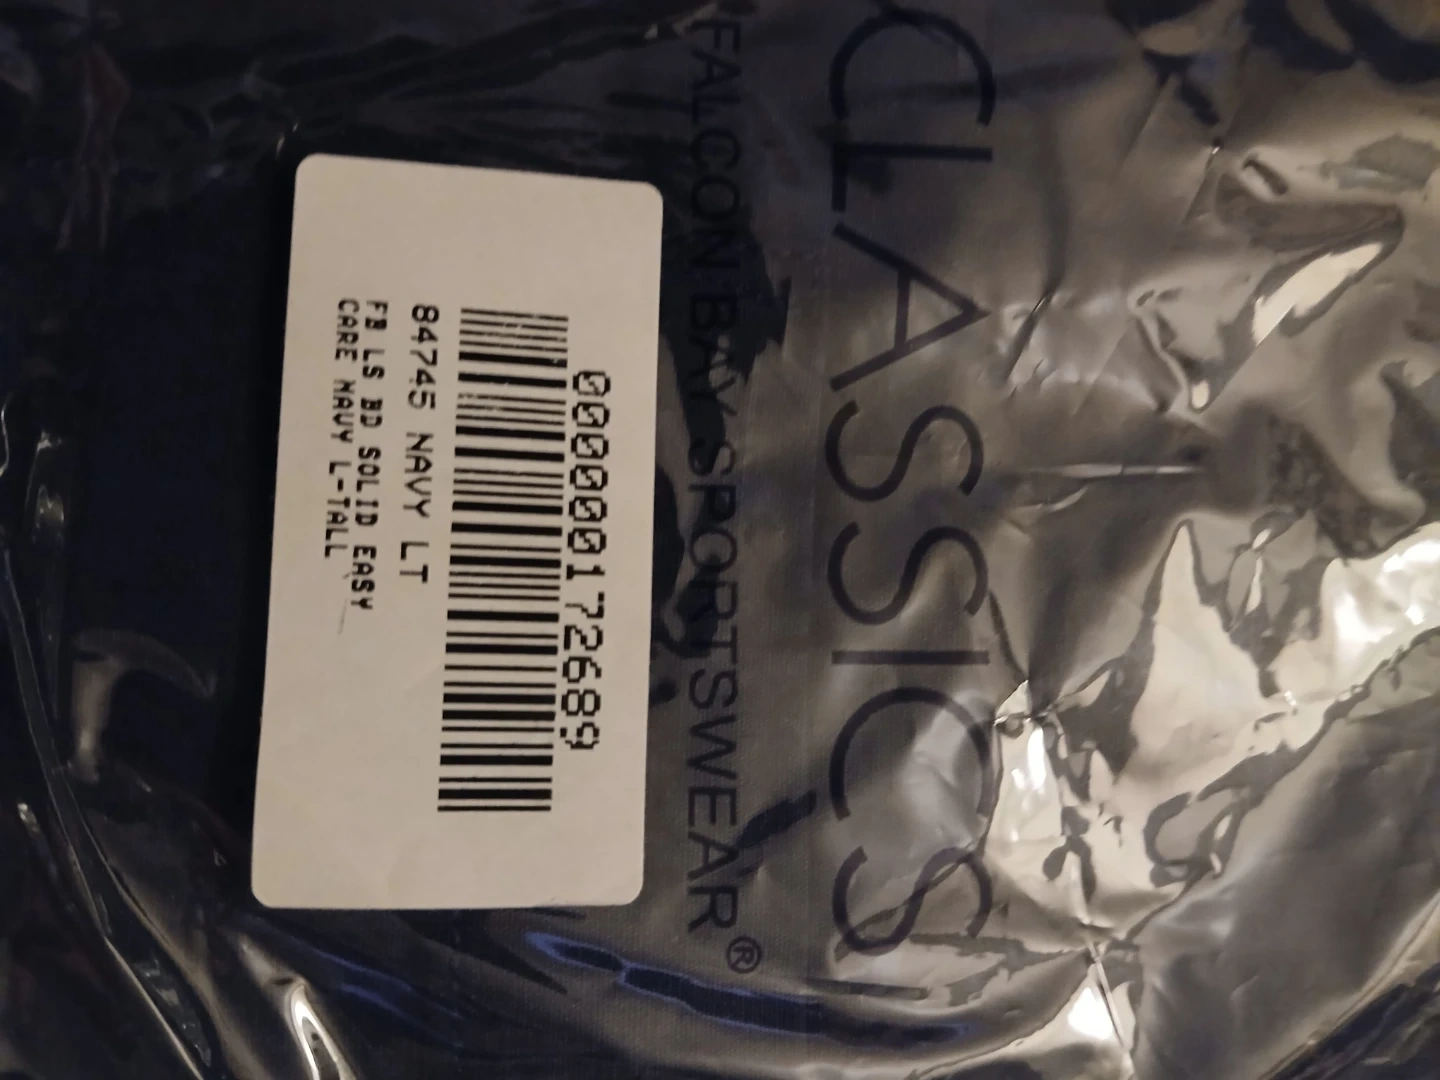 CLASSICS
FALCON BAY SPORTSWEAR®
000000172689
84745 NAVY LT
FB LS BD SOLID EASY
CARE NAVY L-TALL